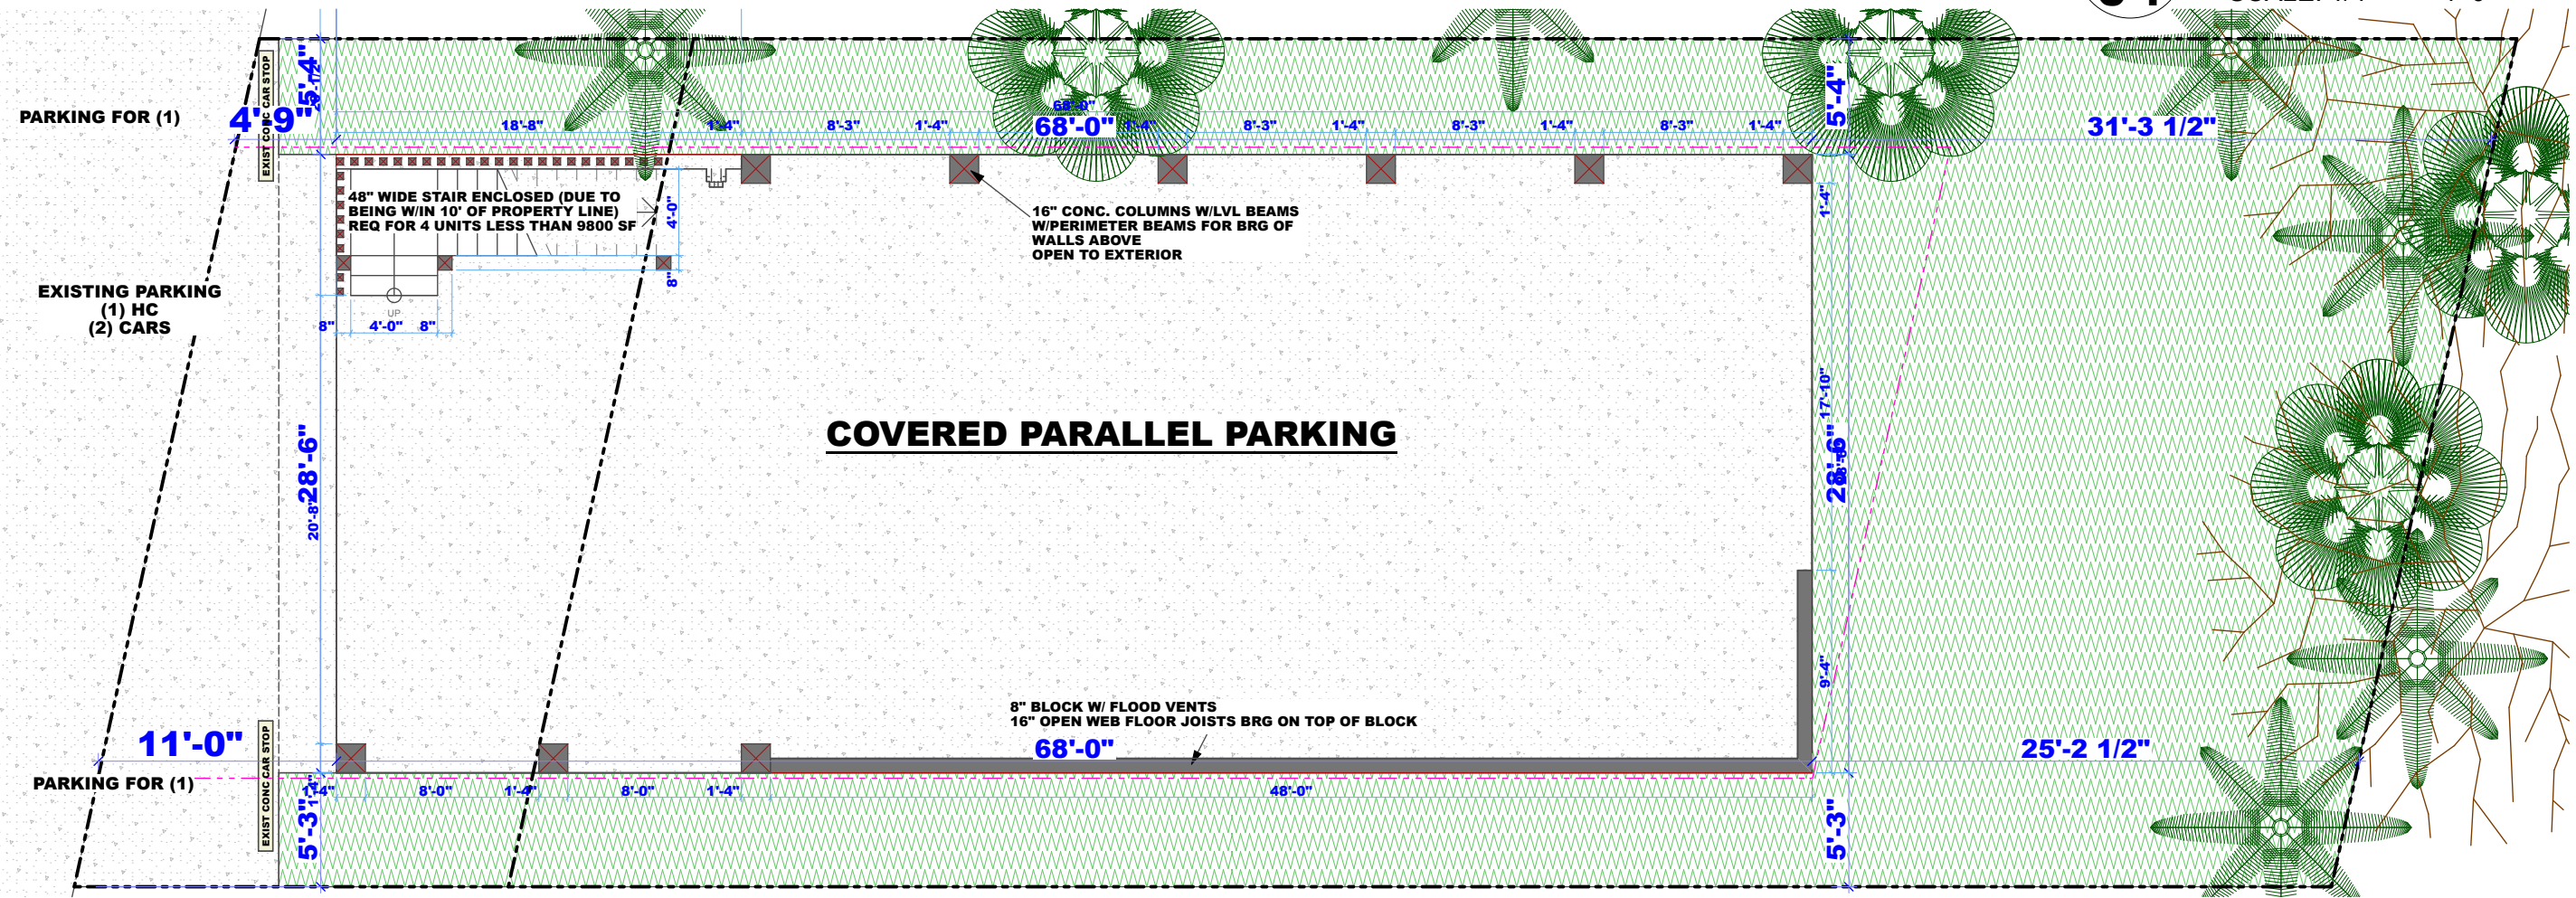 PARKING FOR (1)
4'-9"
EXIST CONC CAR STOP
5'-4"
18'-8"
1'-4"
8'-3"
1'-4"
68'-0"
68'-0"
1'-4"
8'-3"
1'-4"
8'-3"
1'-4"
8'-3"
1'-4"
5'-4"
31'-3 1/2"
48" WIDE STAIR ENCLOSED (DUE TO
BEING W/IN 10' OF PROPERTY LINE)
REQ FOR 4 UNITS LESS THAN 9800 SF
4'-0"
8"
16" CONC. COLUMNS W/LVL BEAMS
W/PERIMETER BEAMS FOR BRG OF
WALLS ABOVE
OPEN TO EXTERIOR
1'-4"
EXISTING PARKING
(1) HC
(2) CARS
UP
8"
4'-0"
8"
COVERED PARALLEL PARKING
28'-6"
20'-8"
17'-10"
28'-6"
9'-4"
8" BLOCK W/ FLOOD VENTS
16" OPEN WEB FLOOR JOISTS BRG ON TOP OF BLOCK
11'-0"
68'-0"
25'-2 1/2"
PARKING FOR (1)
EXIST CONC CAR STOP
1'-4"
1'-4"
8'-0"
1'-4"
8'-0"
1'-4"
48'-0"
5'-3"
5'-3"